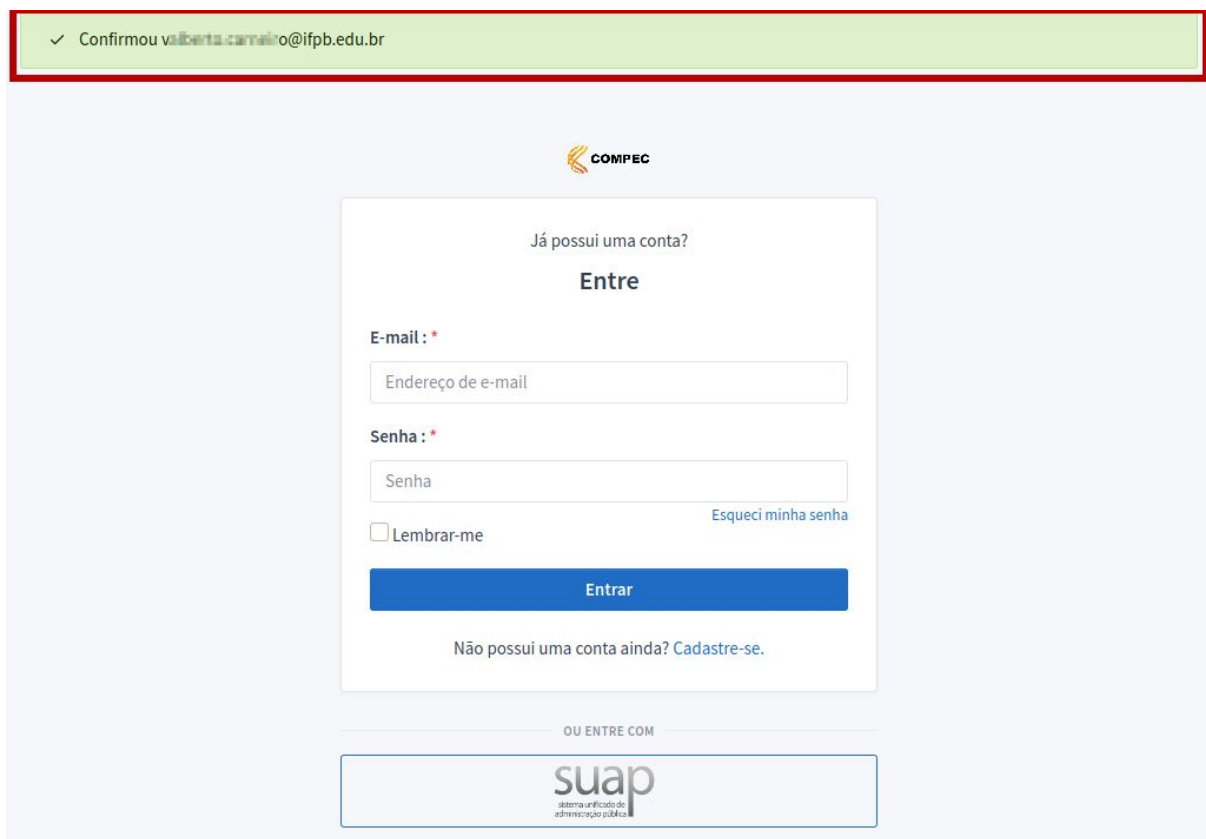 Confirmou v o@ifpb.edu.br
COMPEC
Já possui uma conta?
Entre
E-mail : *
Endereço de e-mail
Senha : *
Senha
Esqueci minha senha
Lembrar-me
Entrar
Não possui uma conta ainda? Cadastre-se.
OU ENTRE COM
suap
sistema unificado de
administração pública